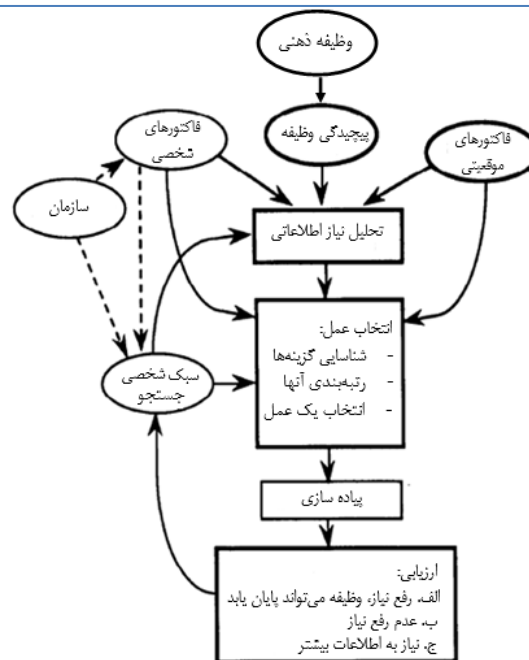 وظیفه ذهنی
پیچیدگی وظیفه
فاکتورهای
شخصی
فاکتورهای
موقعیتی
سازمان
تحلیل نیاز اطلاعاتی
انتخاب عمل:
- شناسایی گزینه‌ها
- رتبه‌بندی آنها
- انتخاب یک عمل
سبک شخصی
جستجو
پیاده سازی
ارزیابی:
الف. رفع نیاز، وظیفه می‌تواند پایان یابد
ب. عدم رفع نیاز
ج. نیاز به اطلاعات بیشتر